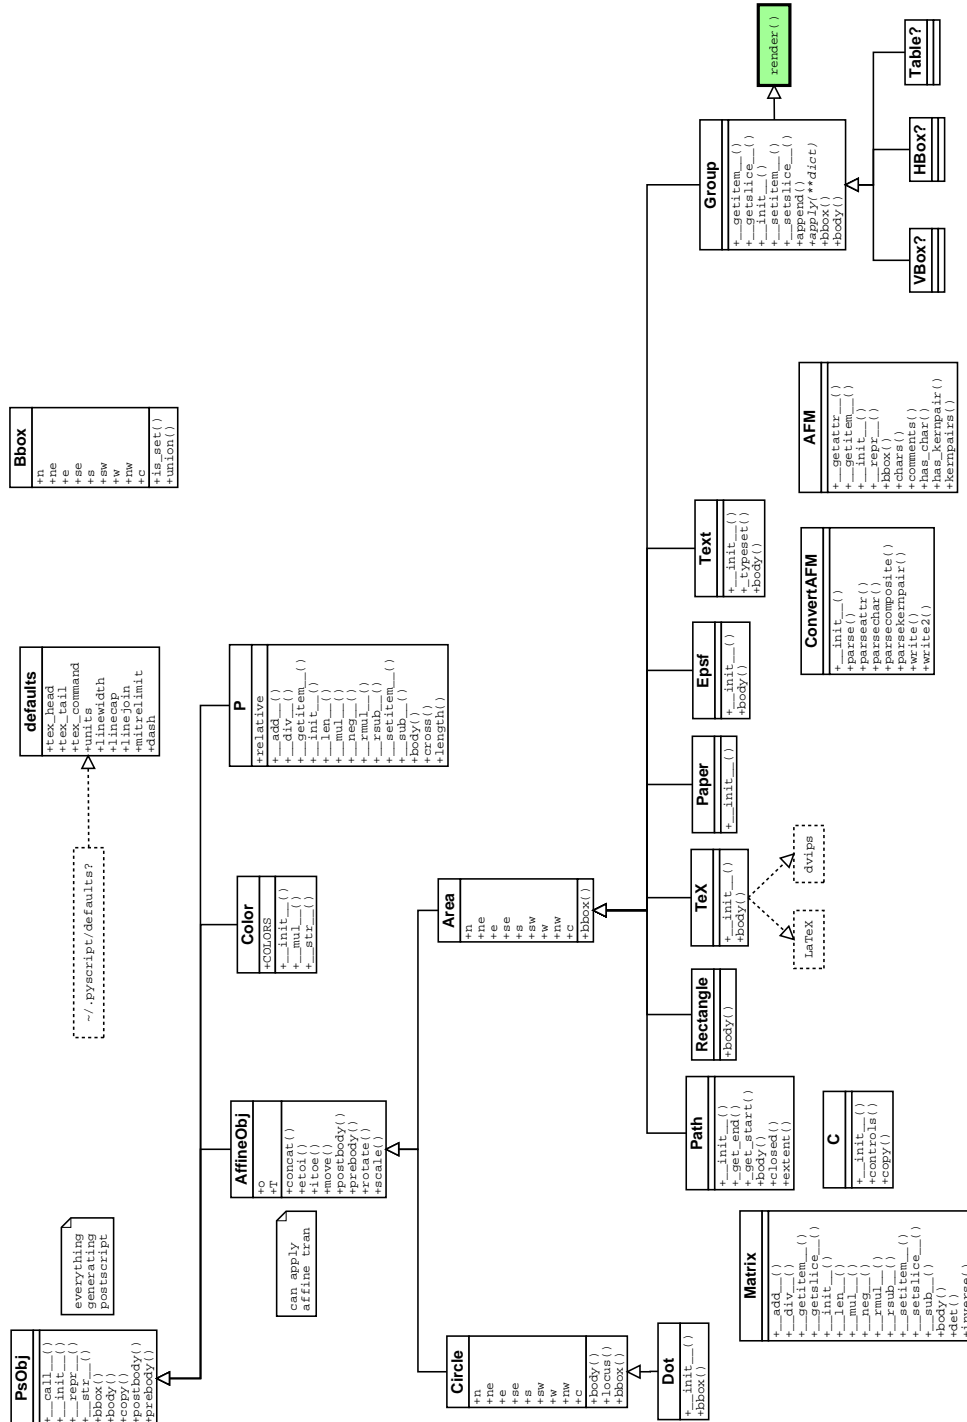 PsObj
+__call__()
+__init__()
+__repr__()
+__str__()
+bbox()
+body()
+copy()
+postbody()
+prebody()
everything
generating
postscript
~/.pyscript/defaults?
defaults
+tex_head
+tex_tail
+tex_command
+units
+linewidth
+linecap
+linejoin
+mitrelimit
+dash
Bbox
+n
+ne
+e
+se
+s
+sw
+w
+nw
+c
+is_set()
+union()
AffineObj
+o
+T
+concat()
+etoi()
+itoe()
+move()
+postbody()
+prebody()
+rotate()
+scale()
can apply
affine tran
Color
+COLORS
+__init__()
+__mul__()
+__str__()
P
+relative
+__add__()
+__div__()
+__getitem__()
+__init__()
+__len__()
+__mul__()
+__neg__()
+__rmul__()
+__rsub__()
+__setitem__()
+__sub__()
+body()
+cross()
+length()
Circle
+n
+ne
+e
+se
+s
+sw
+w
+nw
+c
+body()
+locus()
+bbox()
Area
+n
+ne
+e
+se
+s
+sw
+w
+nw
+c
+bbox()
Dot
+__init__()
+bbox()
Path
+__init__()
+_get_end()
+_get_start()
+body()
+closed()
+extent()
Rectangle
+body()
TeX
+__init__()
+body()
LaTeX
dvips
Paper
+__init__()
Epsf
+__init__()
+body()
Text
+__init__()
+_typeset()
+body()
Group
+__getitem__()
+__getslice__()
+__init__()
+__setitem__()
+__setslice__()
+append()
+apply(**dict)
+bbox()
+body()
render()
Matrix
+__add__()
+__div__()
+__getitem__()
+__getslice__()
+__init__()
+__len__()
+__mul__()
+__neg__()
+__rmul__()
+__rsub__()
+__setitem__()
+__setslice__()
+__sub__()
+body()
+det()
+inverse()
C
+__init__()
+controls()
+copy()
ConvertAFM
+__init__()
+parse()
+parseattr()
+parsechar()
+parsecomposite()
+parsekernpair()
+write()
+write2()
AFM
+__getattr__()
+__getitem__()
+__init__()
+__repr__()
+bbox()
+chars()
+comments()
+has_char()
+has_kernpair()
+kernpairs()
VBox?
HBox?
Table?